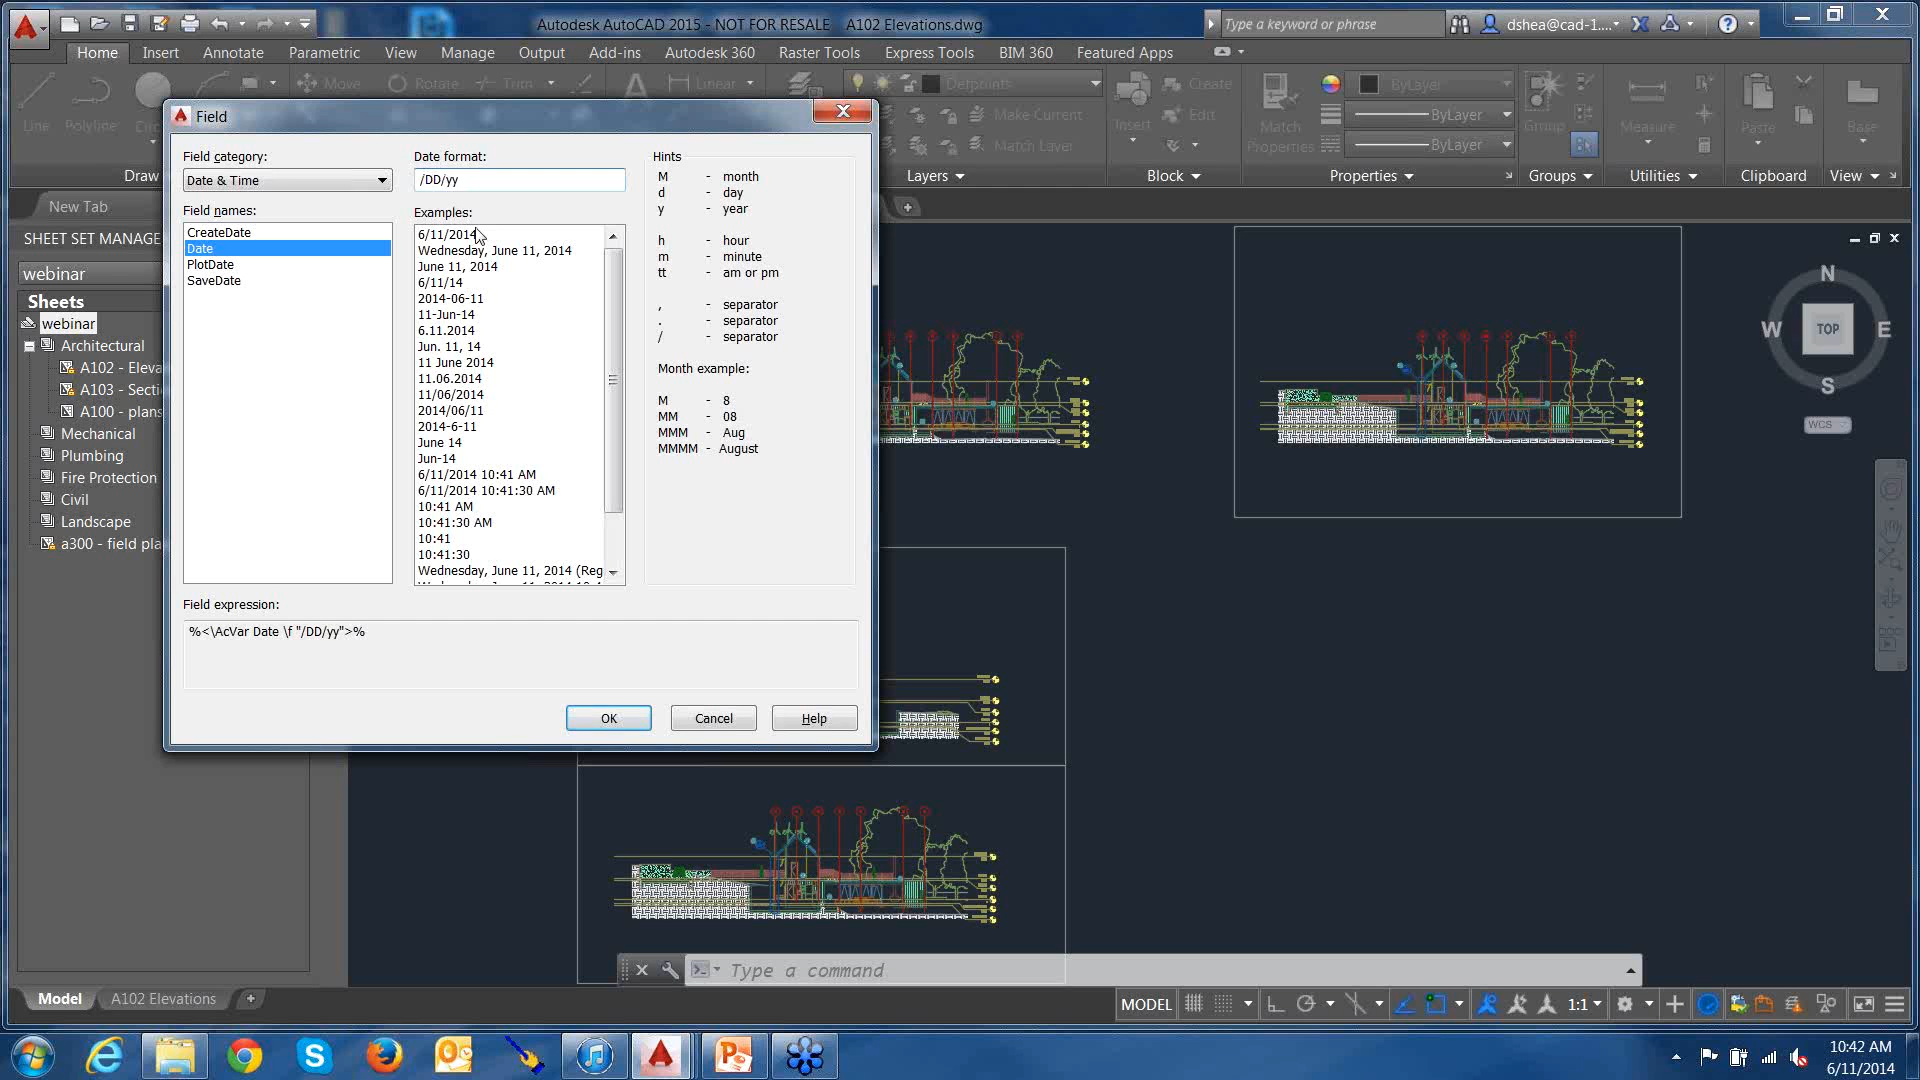 Autodesk AutoCAD 2015 - NOT FOR RESALE A102 Elevations.dwg
Type a keyword or phrase
dshea@cad-1....
Home Insert Annotate Parametric View Manage Output Add-ins Autodesk 360 Raster Tools Express Tools BIM 360 Featured Apps
Move Rotate Trim Linear Detpoints Create ByLayer
Line Polyline Circ Make Current Insert Edit Match ByLayer Group Measure Paste Base
Match Layer Properties ByLayer
Draw Layers Block Properties Groups Utilities Clipboard View
New Tab
SHEET SET MANAGE
webinar
Sheets
webinar
Architectural
A102 - Eleva
A103 - Secti
A100 - plans
Mechanical
Plumbing
Fire Protection
Civil
Landscape
a300 - field pla
Field
Field category:
Date & Time
Field names:
CreateDate
Date
PlotDate
SaveDate
Date format:
/DD/yy
Examples:
6/11/2014
Wednesday, June 11, 2014
June 11, 2014
6/11/14
2014-06-11
11-Jun-14
6.11.2014
Jun. 11, 14
11 June 2014
11.06.2014
11/06/2014
2014/06/11
2014-6-11
June 14
Jun-14
6/11/2014 10:41 AM
6/11/2014 10:41:30 AM
10:41 AM
10:41:30 AM
10:41
10:41:30
Wednesday, June 11, 2014 (Reg
Hints
M - month
d - day
y - year
h - hour
m - minute
tt - am or pm
, - separator
. - separator
/ - separator
Month example:
M - 8
MM - 08
MMM - Aug
MMMM - August
Field expression:
%<\AcVar Date \f "/DD/yy">%
OK Cancel Help
N
W TOP E
S
WCS
Type a command
Model A102 Elevations
MODEL 1:1
10:42 AM
6/11/2014